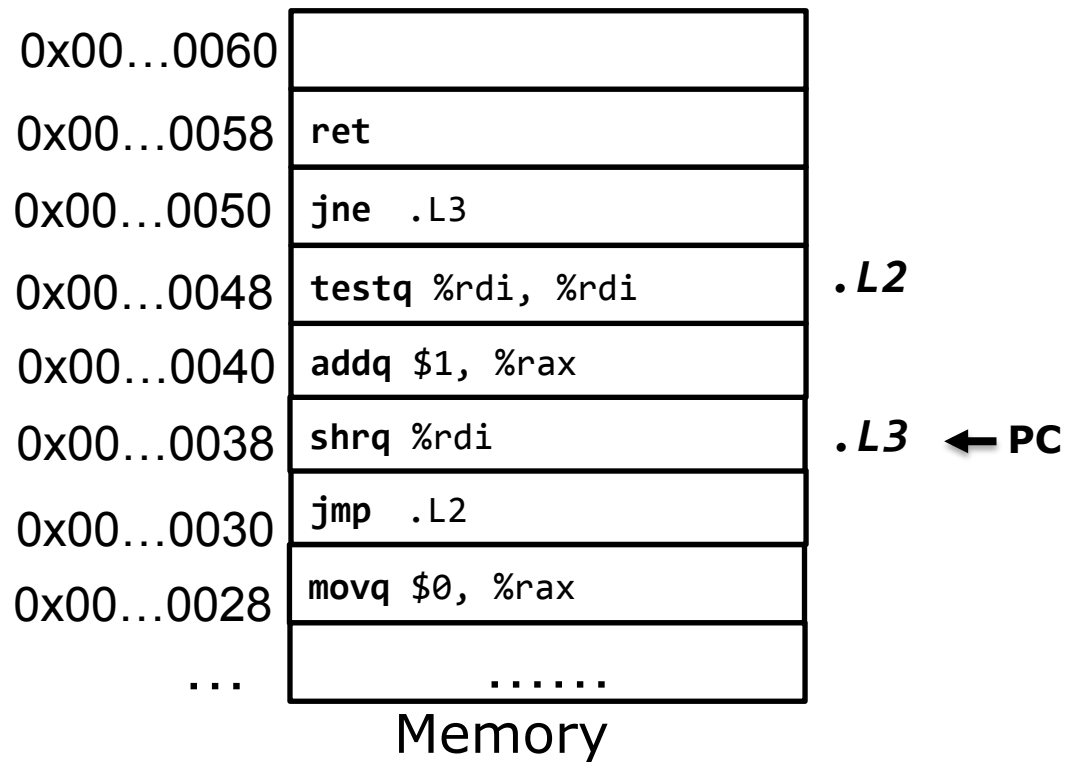 0x00…0060
0x00…0058 ret
0x00…0050 jne .L3
0x00…0048 testq %rdi, %rdi .L2
0x00…0040 addq $1, %rax
0x00…0038 shrq %rdi .L3 PC
0x00…0030 jmp .L2
0x00…0028 movq $0, %rax
... ......
Memory